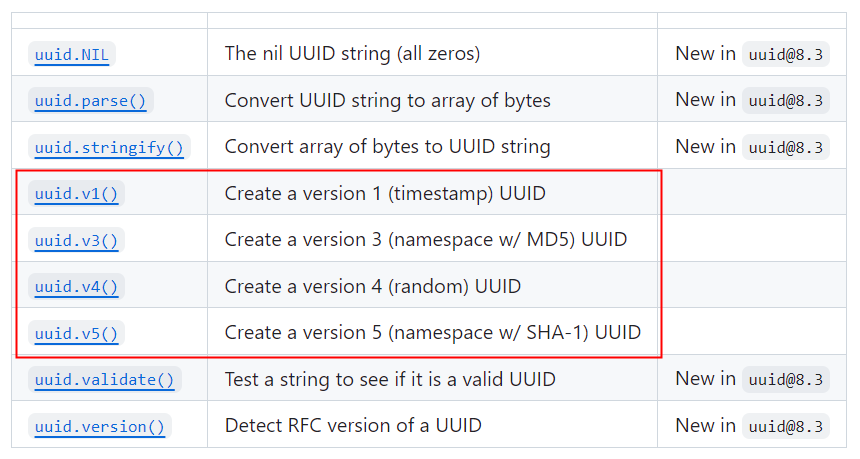 uuid.NIL The nil UUID string (all zeros) New in uuid@8.3
uuid.parse() Convert UUID string to array of bytes New in uuid@8.3
uuid.stringify() Convert array of bytes to UUID string New in uuid@8.3
uuid.v1() Create a version 1 (timestamp) UUID
uuid.v3() Create a version 3 (namespace w/ MD5) UUID
uuid.v4() Create a version 4 (random) UUID
uuid.v5() Create a version 5 (namespace w/ SHA-1) UUID
uuid.validate() Test a string to see if it is a valid UUID New in uuid@8.3
uuid.version() Detect RFC version of a UUID New in uuid@8.3